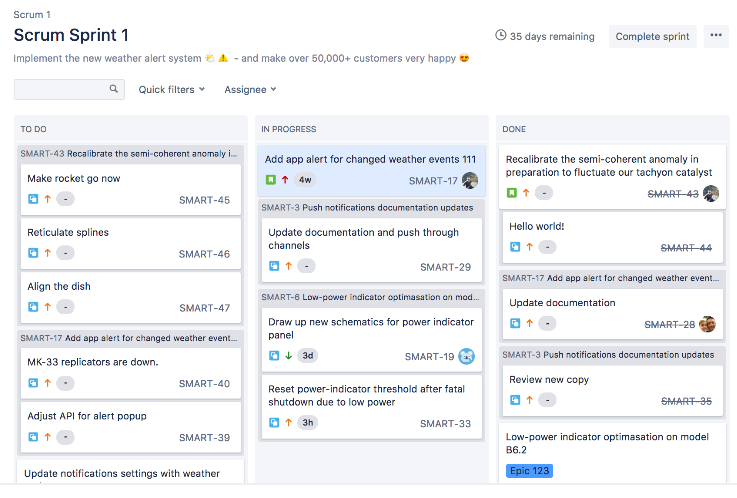 Scrum 1
Scrum Sprint 1
35 days remaining
Complete sprint
Implement the new weather alert system 🌤️ ⚠️ - and make over 50,000+ customers very happy 😍
Quick filters
Assignee
TO DO
SMART-43 Recalibrate the semi-coherent anomaly i...
Make rocket go now
-
SMART-45
Reticulate splines
-
SMART-46
Align the dish
-
SMART-47
SMART-17 Add app alert for changed weather event...
MK-33 replicators are down.
-
SMART-40
Adjust API for alert popup
-
SMART-39
Update notifications settings with weather
IN PROGRESS
Add app alert for changed weather events 111
4w
SMART-17
SMART-3 Push notifications documentation updates
Update documentation and push through
channels
-
SMART-29
SMART-6 Low-power indicator optimasation on mod...
Draw up new schematics for power indicator
panel
3d
SMART-19
Reset power-indicator threshold after fatal
shutdown due to low power
3h
SMART-33
DONE
Recalibrate the semi-coherent anomaly in
preparation to fluctuate our tachyon catalyst
-
SMART-43
Hello world!
-
SMART-44
SMART-17 Add app alert for changed weather event...
Update documentation
-
SMART-28
SMART-3 Push notifications documentation updates
Review new copy
-
SMART-35
Low-power indicator optimasation on model
B6.2
Epic 123